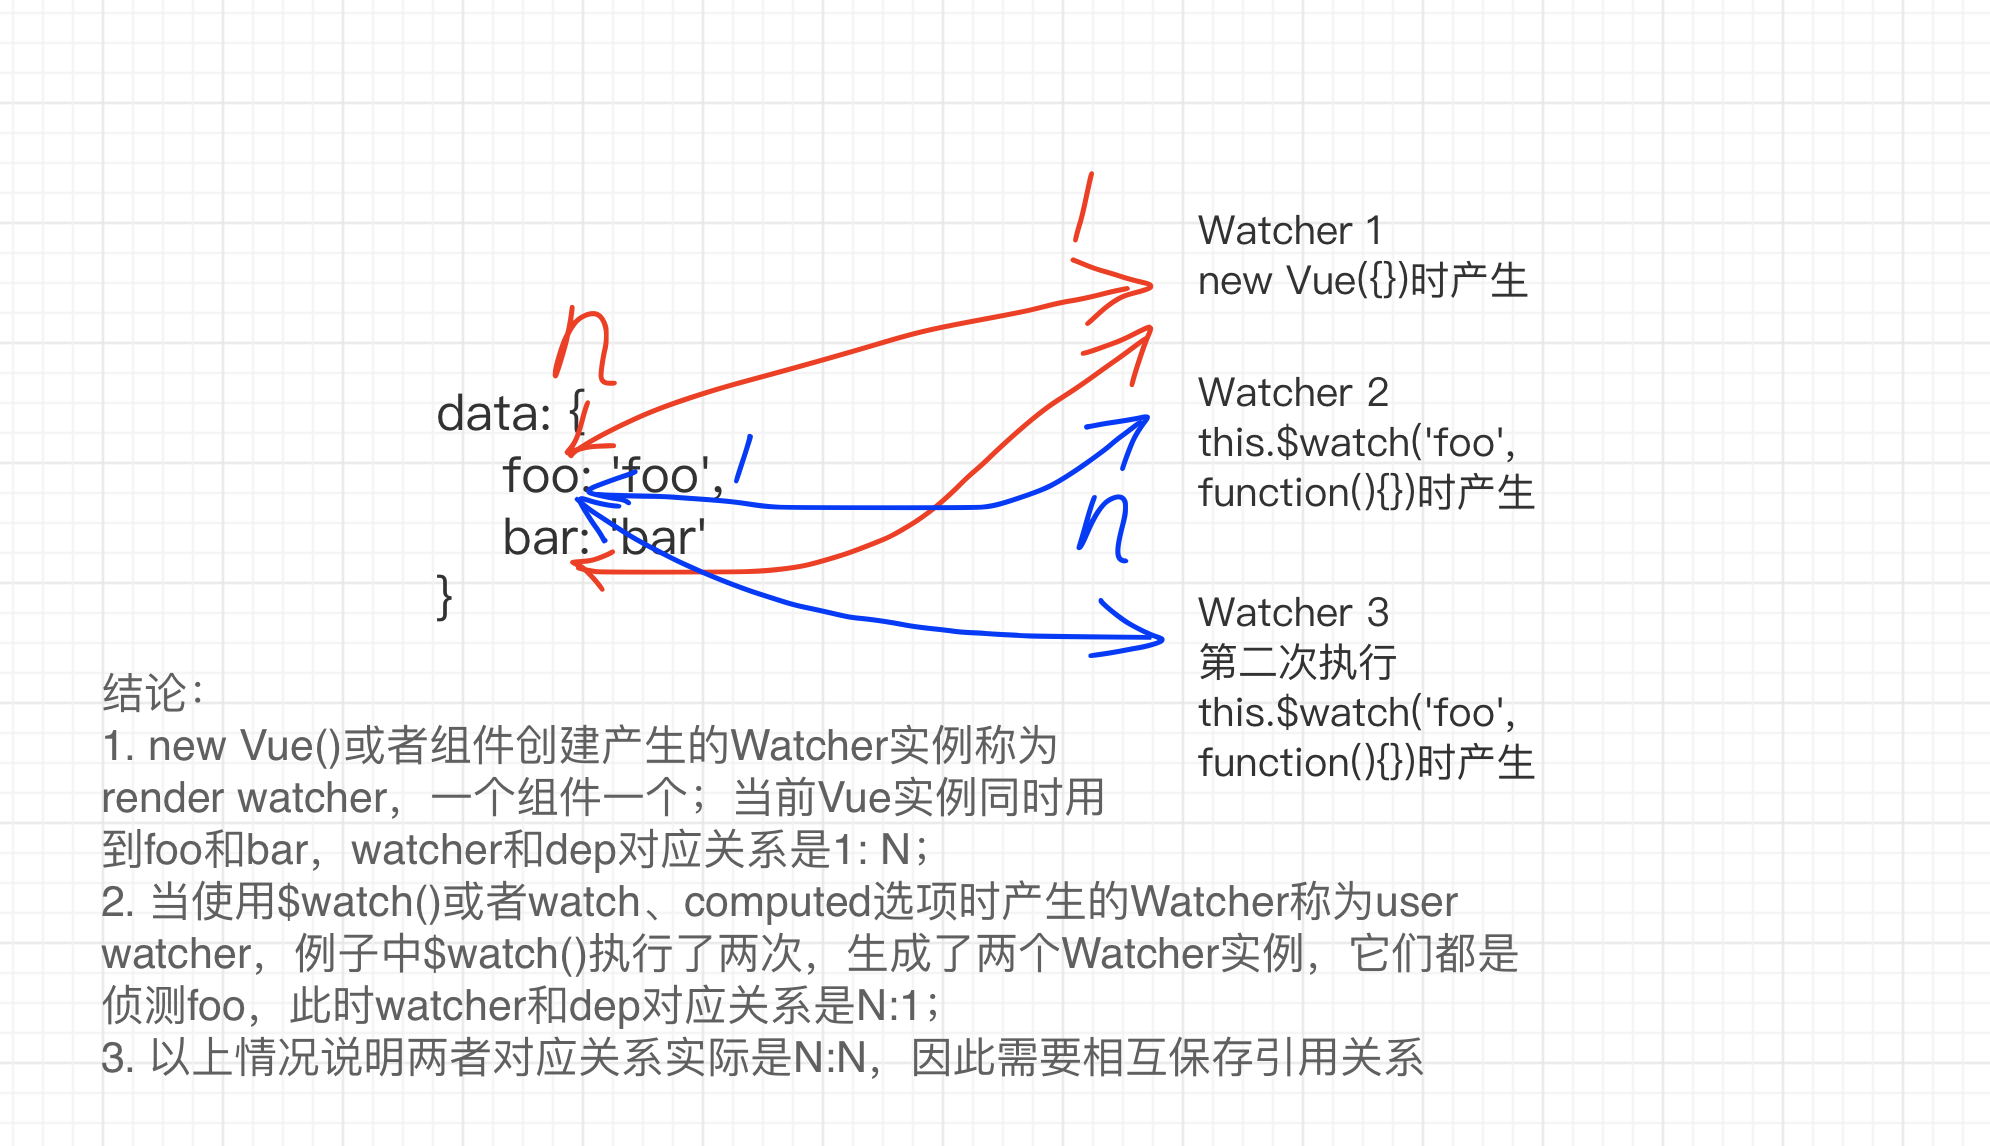 1
Watcher 1
new Vue({})时产生
n
data: {
foo: 'foo',
bar: 'bar'
}
1
Watcher 2
this.$watch('foo',
function(){})时产生
n
Watcher 3
第二次执行
this.$watch('foo',
function(){})时产生
结论：
1. new Vue()或者组件创建产生的Watcher实例称为
render watcher，一个组件一个；当前Vue实例同时用
到foo和bar，watcher和dep对应关系是1: N；
2. 当使用$watch()或者watch、computed选项时产生的Watcher称为user
watcher，例子中$watch()执行了两次，生成了两个Watcher实例，它们都是
侦测foo，此时watcher和dep对应关系是N:1；
3. 以上情况说明两者对应关系实际是N:N，因此需要相互保存引用关系